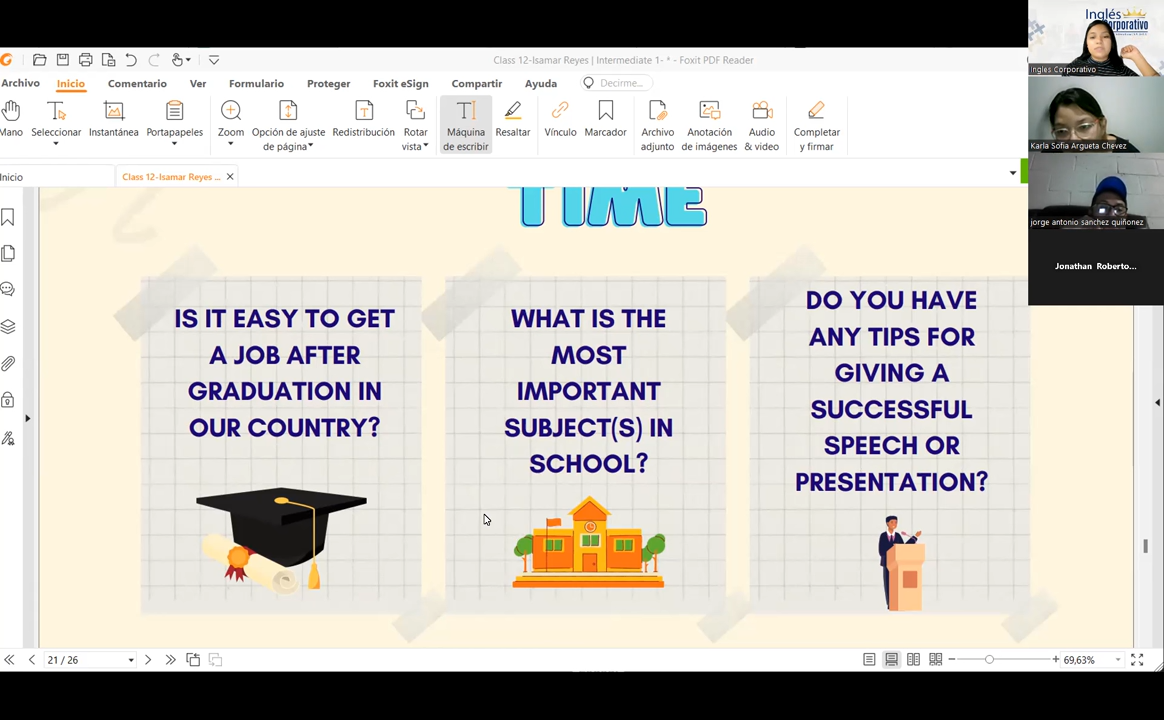 Class 12-Isamar Reyes | Intermediate 1- * - Foxit PDF Reader
Archivo Inicio Comentario Ver Formulario Proteger Foxit eSign Compartir Ayuda Decirme...
Mano Seleccionar Instantánea Portapapeles Zoom Opción de ajuste de página Redistribución Rotar vista Máquina de escribir Resaltar Vínculo Marcador Archivo adjunto Anotación de imágenes Audio & video Completar y firmar
Inicio Class 12-Isamar Reyes ...
TIME
IS IT EASY TO GET
A JOB AFTER
GRADUATION IN
OUR COUNTRY?
WHAT IS THE
MOST
IMPORTANT
SUBJECT(S) IN
SCHOOL?
DO YOU HAVE
ANY TIPS FOR
GIVING A
SUCCESSFUL
SPEECH OR
PRESENTATION?
21 / 26
69,63%
Inglés
Corporativo
Ingles Corporativo
Karla Sofia Argueta Chevez
jorge antonio sanchez quiñonez
Jonathan Roberto...